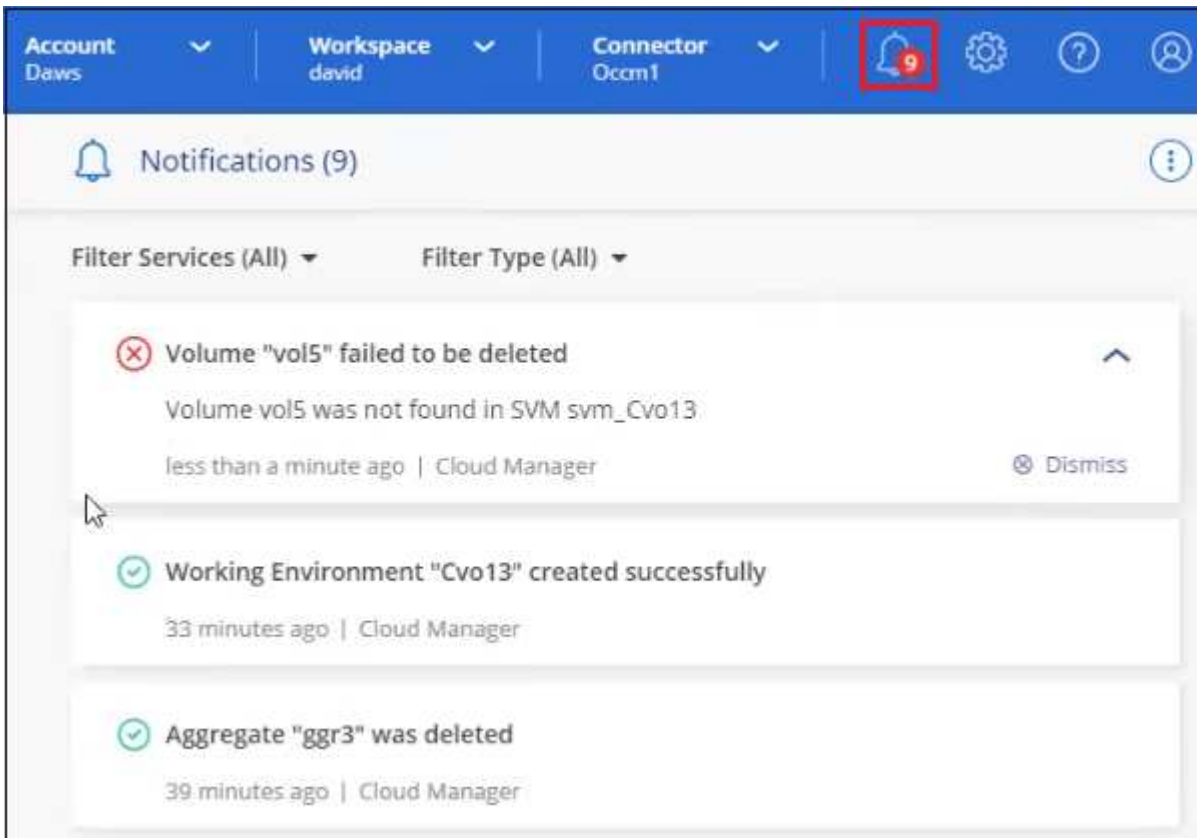 Account Workspace Connector
Daws david Occm1 9
Notifications (9)
Filter Services (All) Filter Type (All)
Volume "vol5" failed to be deleted
Volume vol5 was not found in SVM svm_Cvo13
less than a minute ago | Cloud Manager Dismiss
Working Environment "Cvo13" created successfully
33 minutes ago | Cloud Manager
Aggregate "ggr3" was deleted
39 minutes ago | Cloud Manager